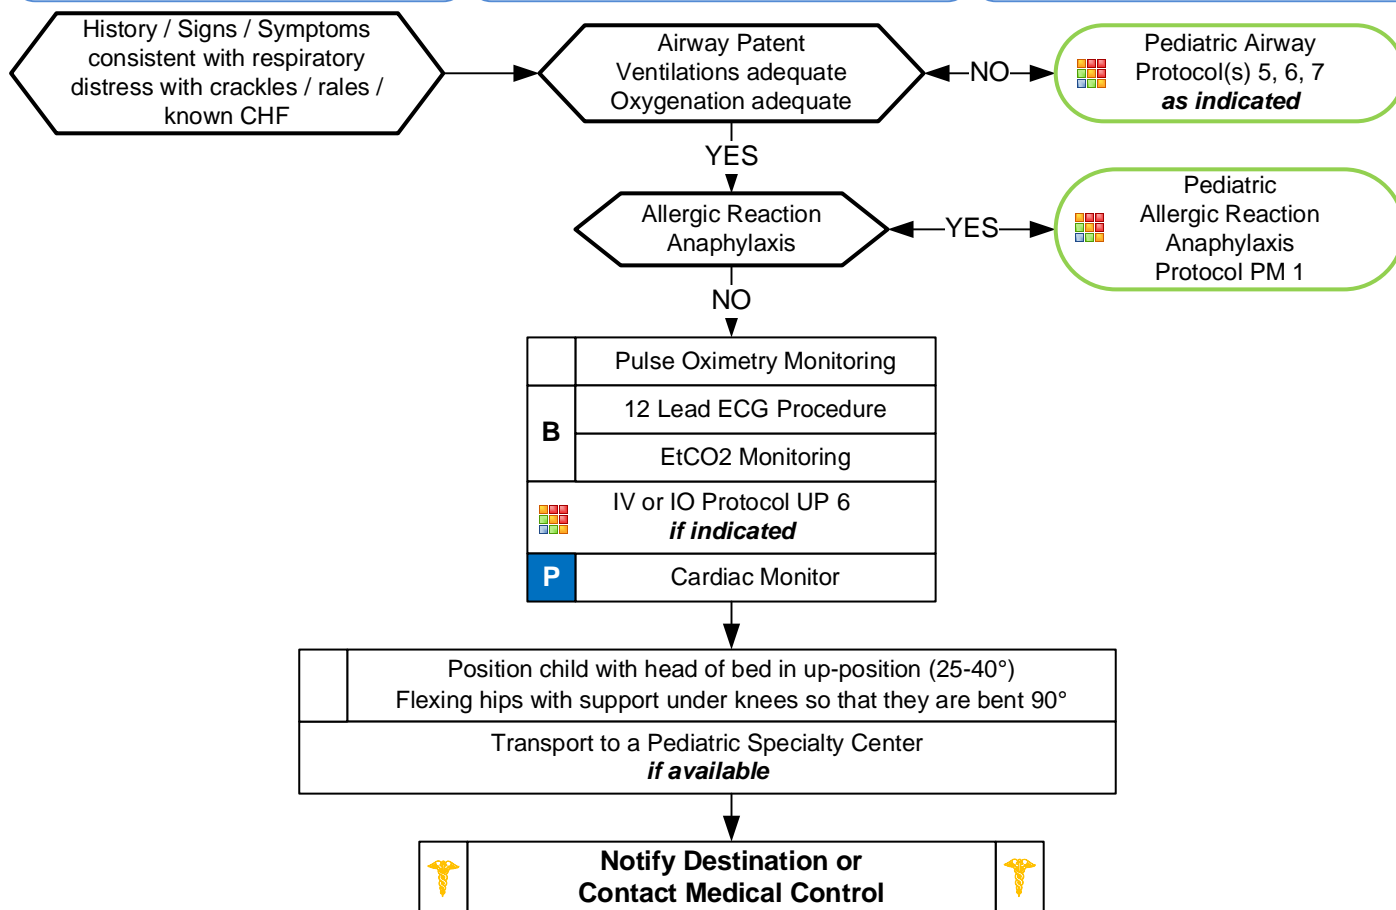 History / Signs / Symptoms
consistent with respiratory
distress with crackles / rales /
known CHF
Airway Patent
Ventilations adequate
Oxygenation adequate
NO
Pediatric Airway
Protocol(s) 5, 6, 7
as indicated
YES
Allergic Reaction
Anaphylaxis
YES
Pediatric
Allergic Reaction
Anaphylaxis
Protocol PM 1
NO
Pulse Oximetry Monitoring
B
12 Lead ECG Procedure
EtCO2 Monitoring
IV or IO Protocol UP 6
if indicated
P
Cardiac Monitor
Position child with head of bed in up-position (25-40°)
Flexing hips with support under knees so that they are bent 90°
Transport to a Pediatric Specialty Center
if available
Notify Destination or
Contact Medical Control